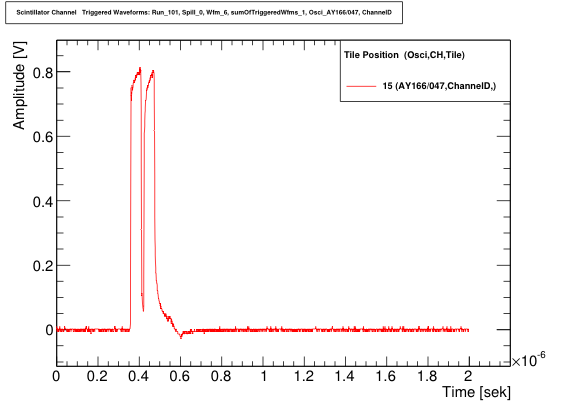 Scintillator Channel   Triggered Waveforms: Run_101, Spill_0, Wfm_6, sumOfTriggeredWfms_1, Osci_AY166/047, ChannelID
Amplitude [V]
Tile Position  (Osci,CH,Tile)
15 (AY166/047,ChannelID,)
0.8
0.6
0.4
0.2
0
0 0.2 0.4 0.6 0.8 1 1.2 1.4 1.6 1.8 2
×10^-6
Time [sek]